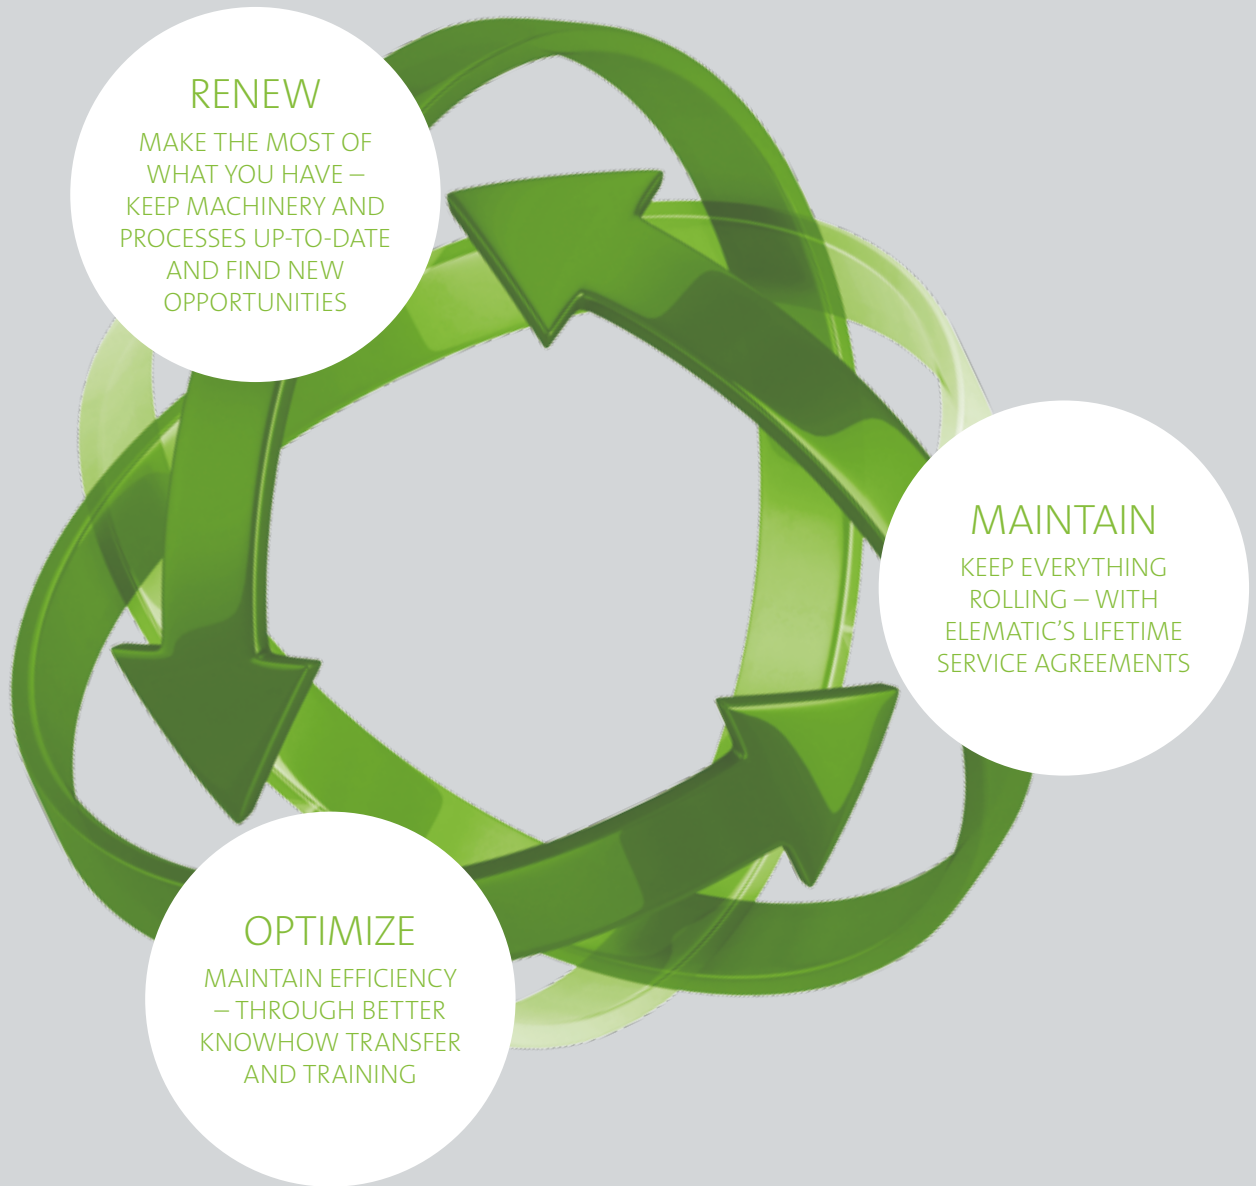 RENEW
MAKE THE MOST OF
WHAT YOU HAVE –
KEEP MACHINERY AND
PROCESSES UP-TO-DATE
AND FIND NEW
OPPORTUNITIES
MAINTAIN
KEEP EVERYTHING
ROLLING – WITH
ELEMATIC’S LIFETIME
SERVICE AGREEMENTS
OPTIMIZE
MAINTAIN EFFICIENCY
– THROUGH BETTER
KNOWHOW TRANSFER
AND TRAINING